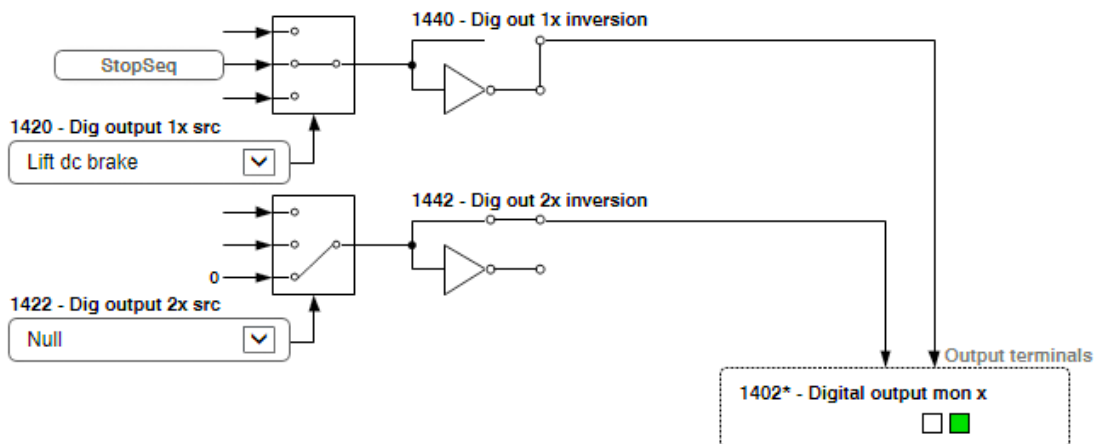 1440 - Dig out 1x inversion
StopSeq
1420 - Dig output 1x src
Lift dc brake
1442 - Dig out 2x inversion
0
1422 - Dig output 2x src
Null
Output terminals
1402* - Digital output mon x